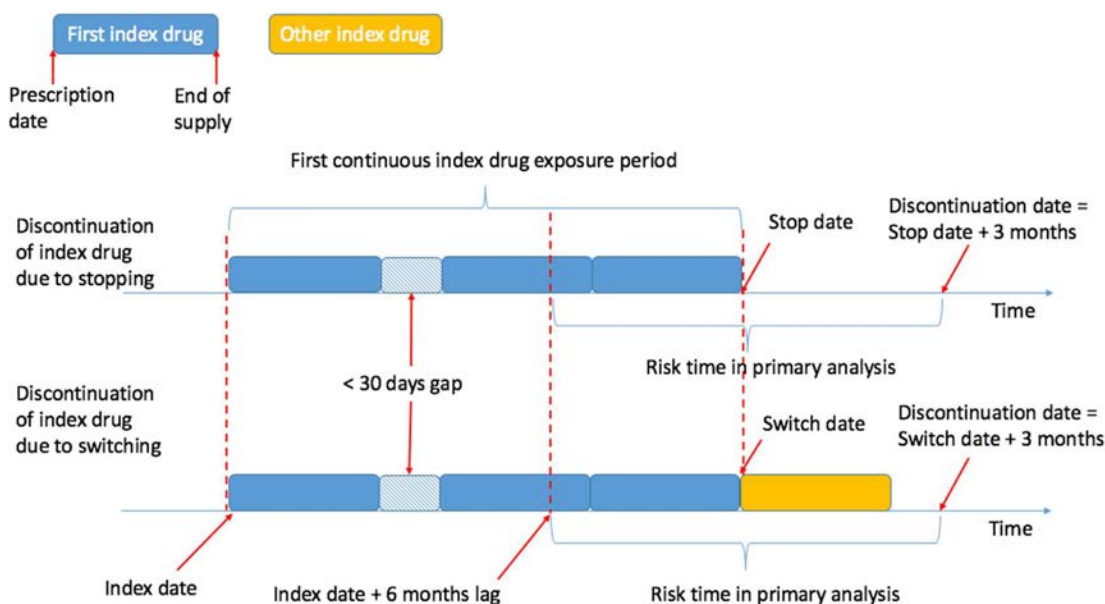 First index drug
Other index drug
Prescription
date
End of
supply
First continuous index drug exposure period
Discontinuation
of index drug
due to stopping
Stop date
Discontinuation date =
Stop date + 3 months
Time
Risk time in primary analysis
< 30 days gap
Discontinuation
of index drug
due to switching
Switch date
Discontinuation date =
Switch date + 3 months
Time
Index date
Index date + 6 months lag
Risk time in primary analysis